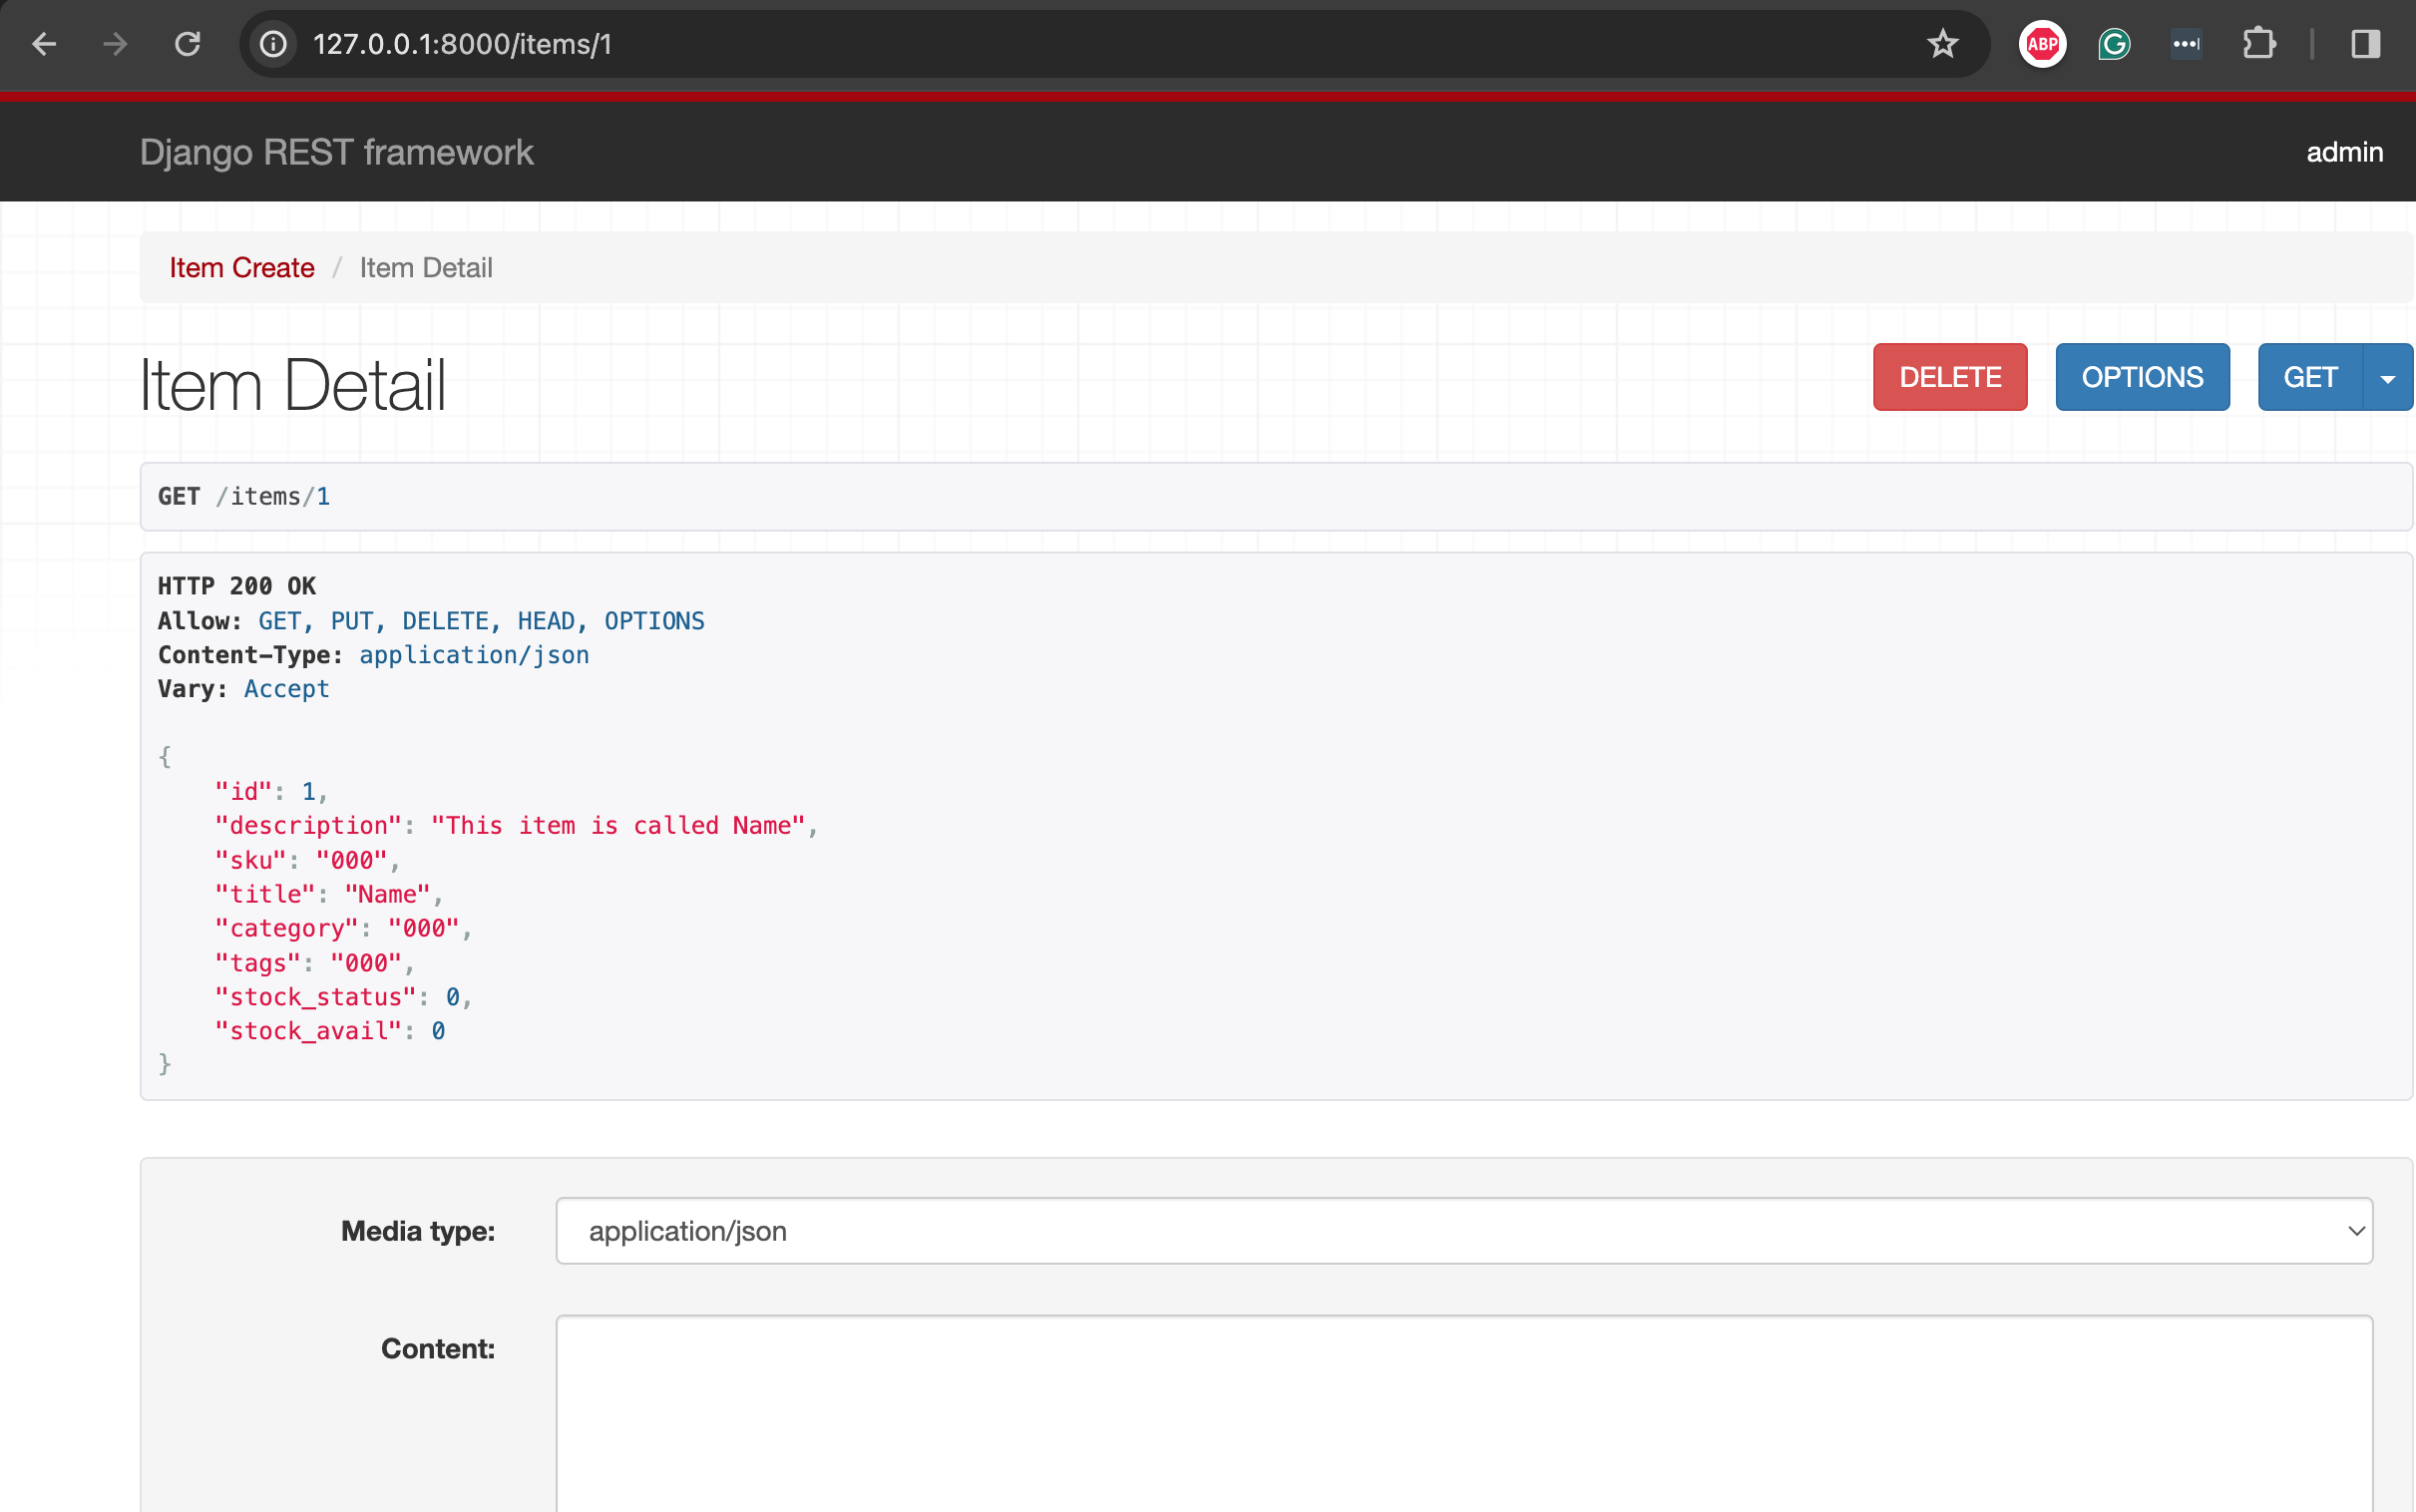 127.0.0.1:8000/items/1
ABP
Django REST framework
admin
Item Create / Item Detail
Item Detail
DELETE
OPTIONS
GET
GET /items/1
HTTP 200 OK
Allow: GET, PUT, DELETE, HEAD, OPTIONS
Content-Type: application/json
Vary: Accept
{
    "id": 1,
    "description": "This item is called Name",
    "sku": "000",
    "title": "Name",
    "category": "000",
    "tags": "000",
    "stock_status": 0,
    "stock_avail": 0
}
Media type:
application/json
Content: